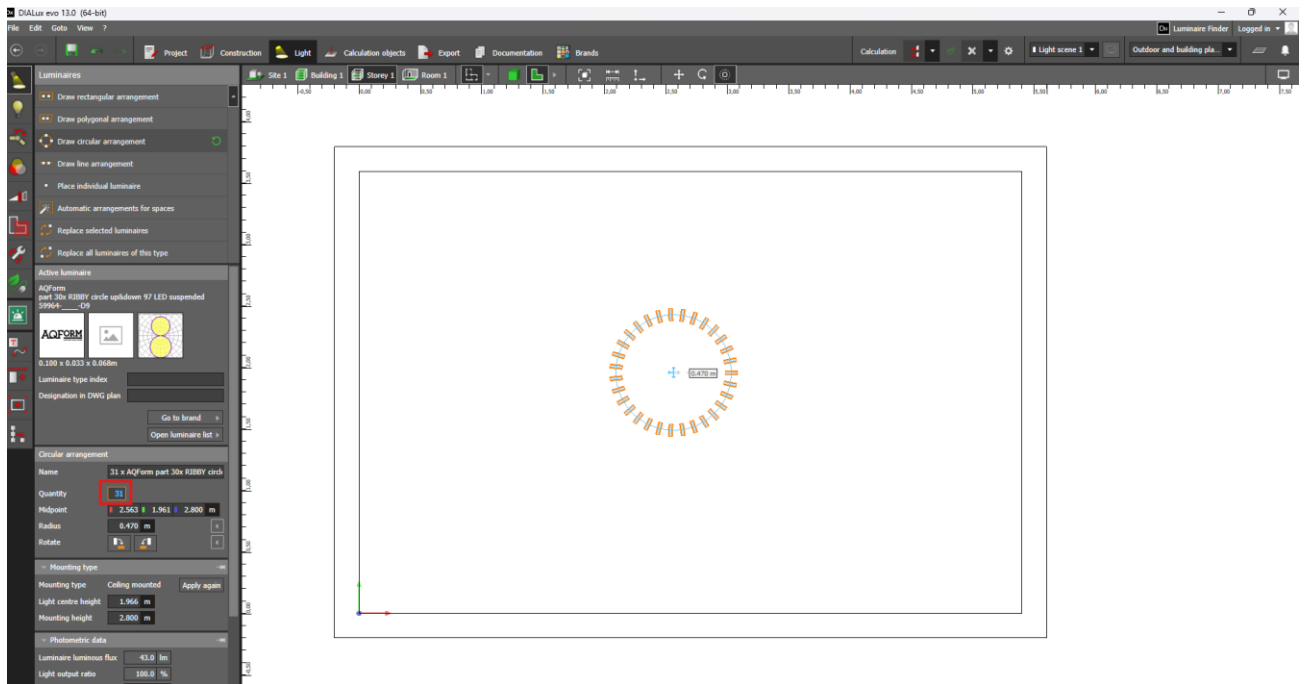 DIALux evo 13.0 (64-bit)
File Edit Goto View ?
Luminaire Finder Logged in
Project Construction Light Calculation objects Export Documentation Brands
Calculation Light scene 1 Outdoor and building pla...
Luminaires Site 1 Building 1 Storey 1 Room 1
Draw rectangular arrangement
Draw polygonal arrangement
Draw circular arrangement
Draw line arrangement
Place individual luminaire
Automatic arrangements for spaces
Replace selected luminaires
Replace all luminaires of this type
Active luminaire
AQForm
part 30x RIBBY circle up&down 97 LED suspended
59964-____-D9
AQFORM
0.100 x 0.033 x 0.068m
Luminaire type index
Designation in DWG plan
Go to brand
Open luminaire list
Circular arrangement
Name 31 x AQForm part 30x RIBBY circle
Quantity 31
Midpoint 2.563 1.961 2.800 m
Radius 0.470 m
Rotate
Mounting type
Mounting type Ceiling mounted Apply again
Light centre height 1.966 m
Mounting height 2.800 m
Photometric data
Luminaire luminous flux 43.0 lm
Light output ratio 100.0 %
0.470 m